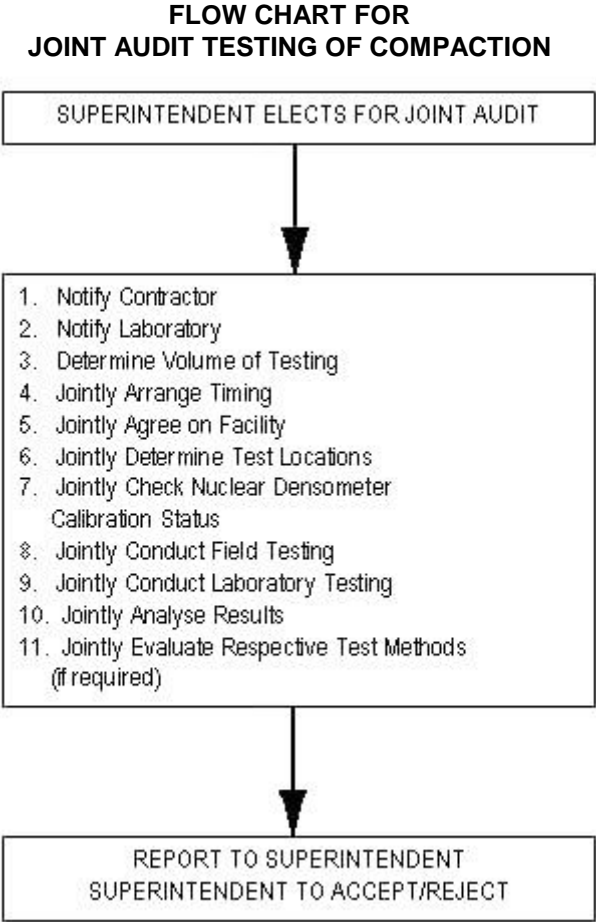 FLOW CHART FOR
JOINT AUDIT TESTING OF COMPACTION
SUPERINTENDENT ELECTS FOR JOINT AUDIT
1. Notify Contractor
2. Notify Laboratory
3. Determine Volume of Testing
4. Jointly Arrange Timing
5. Jointly Agree on Facility
6. Jointly Determine Test Locations
7. Jointly Check Nuclear Densometer
Calibration Status
8. Jointly Conduct Field Testing
9. Jointly Conduct Laboratory Testing
10. Jointly Analyse Results
11. Jointly Evaluate Respective Test Methods
(if required)
REPORT TO SUPERINTENDENT
SUPERINTENDENT TO ACCEPT/REJECT